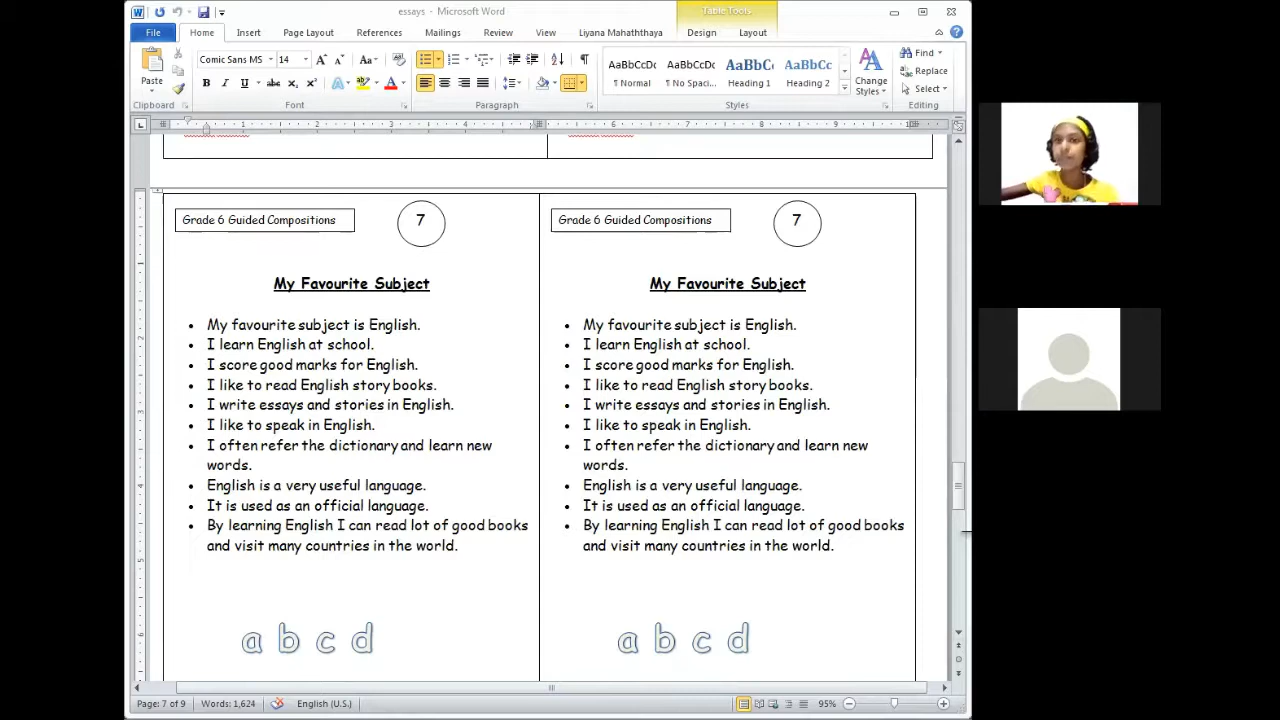 essays - Microsoft Word
Table Tools
File Home Insert Page Layout References Mailings Review View Liyana Mahaththaya Design Layout
Comic Sans MS 14
Paste
Clipboard Font Paragraph Styles Editing
AaBbCcDc AaBbCcDc AaBbCc AaBbCc
¶ Normal ¶ No Spaci... Heading 1 Heading 2
Change Styles
Find
Replace
Select
Grade 6 Guided Compositions 7
My Favourite Subject
• My favourite subject is English.
• I learn English at school.
• I score good marks for English.
• I like to read English story books.
• I write essays and stories in English.
• I like to speak in English.
• I often refer the dictionary and learn new
words.
• English is a very useful language.
• It is used as an official language.
• By learning English I can read lot of good books
and visit many countries in the world.
a b c d
Grade 6 Guided Compositions 7
My Favourite Subject
• My favourite subject is English.
• I learn English at school.
• I score good marks for English.
• I like to read English story books.
• I write essays and stories in English.
• I like to speak in English.
• I often refer the dictionary and learn new
words.
• English is a very useful language.
• It is used as an official language.
• By learning English I can read lot of good books
and visit many countries in the world.
a b c d
Page: 7 of 9 Words: 1,624 English (U.S.) 95%